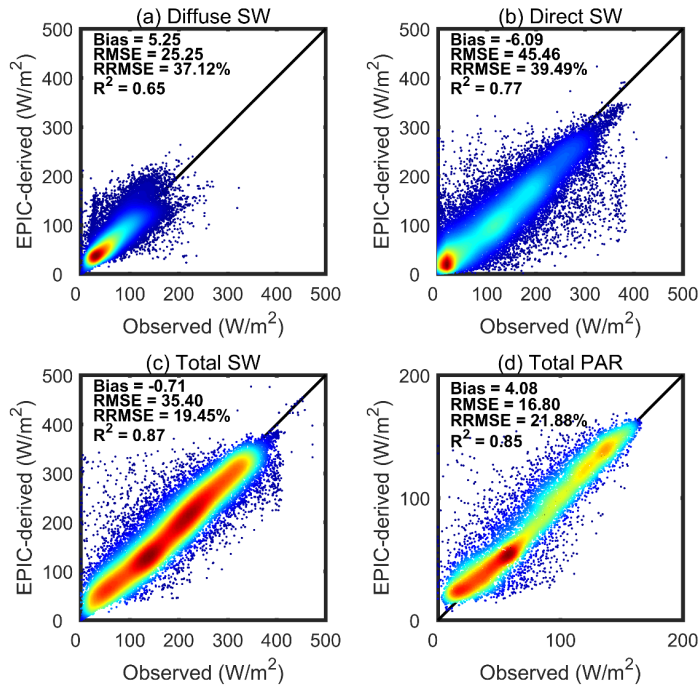 (a) Diffuse SW
Bias = 5.25
RMSE = 25.25
RRMSE = 37.12%
R² = 0.65
500
400
300
200
100
0
EPIC-derived (W/m²)
0 100 200 300 400 500
Observed (W/m²)
(b) Direct SW
Bias = -6.09
RMSE = 45.46
RRMSE = 39.49%
R² = 0.77
500
400
300
200
100
0
EPIC-derived (W/m²)
0 100 200 300 400 500
Observed (W/m²)
(c) Total SW
Bias = -0.71
RMSE = 35.40
RRMSE = 19.45%
R² = 0.87
500
400
300
200
100
0
EPIC-derived (W/m²)
0 100 200 300 400 500
Observed (W/m²)
(d) Total PAR
Bias = 4.08
RMSE = 16.80
RRMSE = 21.88%
R² = 0.85
200
100
0
EPIC-derived (W/m²)
0 100 200
Observed (W/m²)